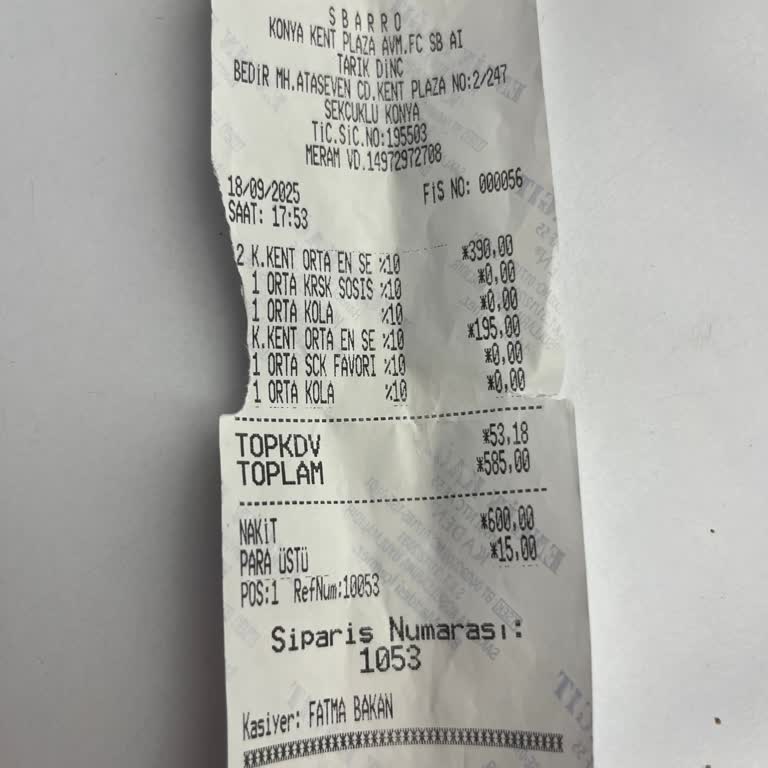 SBARRO
KONYA KENT PLAZA AVM.FC SB AI
TARIK DİNC
BEDİR MH.ATASEVEN CD.KENT PLAZA NO:2/247
SEKCUKLU KONYA
TİC.SİC.NO:195503
MERAM VD.14972972708
18/09/2025 FİS NO: 000056
SAAT: 17:53
2 K.KENT ORTA EN SE %10 *390,00
1 ORTA KRSK SOSIS %10 *0,00
1 ORTA KOLA %10 *0,00
K.KENT ORTA EN SE %10 *195,00
1 ORTA SCK FAVORI %10 *0,00
1 ORTA KOLA %10 *0,00
TOPKDV *53,18
TOPLAM *585,00
NAKİT *600,00
PARA ÜSTÜ *15,00
POS:1 RefNum:10053
Siparis Numarası:
1053
Kasiyer: FATMA BAKAN